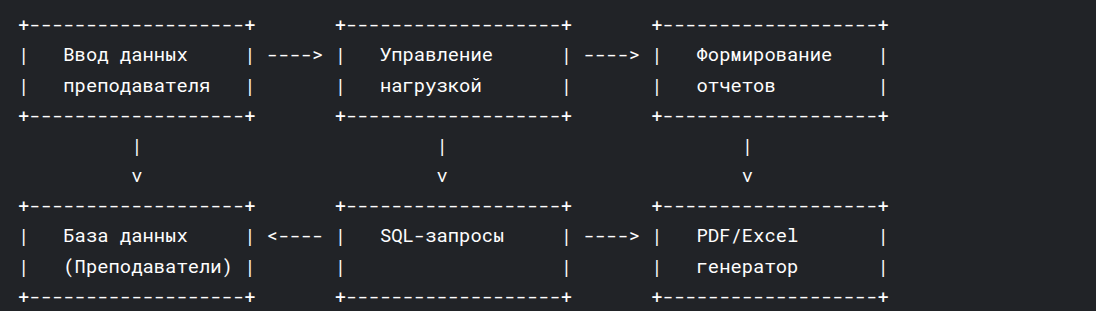 +-------------------+       +-------------------+       +-------------------+
|   Ввод данных     | ----> |   Управление      | ----> |   Формирование    |
|   преподавателя   |       |   нагрузкой       |       |   отчетов         |
+-------------------+       +-------------------+       +-------------------+
          |                          |                          |
          v                          v                          v
+-------------------+       +-------------------+       +-------------------+
|   База данных     | <---- |   SQL-запросы     | ----> |   PDF/Excel       |
|   (Преподаватели) |       |                   |       |   генератор       |
+-------------------+       +-------------------+       +-------------------+